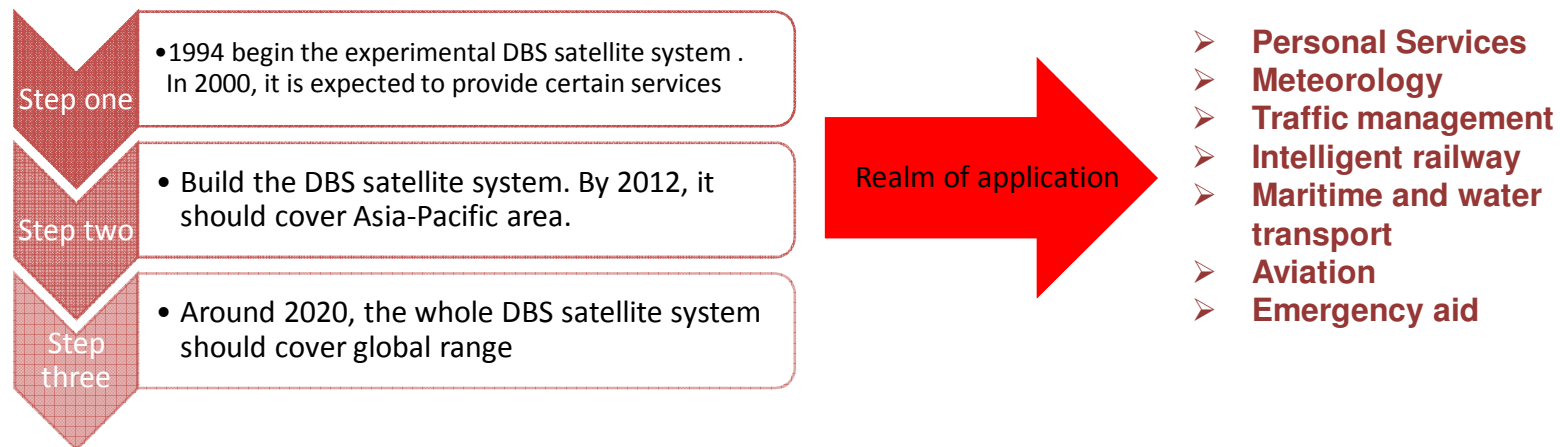 Step one
•1994 begin the experimental DBS satellite system .
In 2000, it is expected to provide certain services
Step two
• Build the DBS satellite system. By 2012, it
should cover Asia-Pacific area.
Step
three
• Around 2020, the whole DBS satellite system
should cover global range
Realm of application
➢ Personal Services
➢ Meteorology
➢ Traffic management
➢ Intelligent railway
➢ Maritime and water
transport
➢ Aviation
➢ Emergency aid